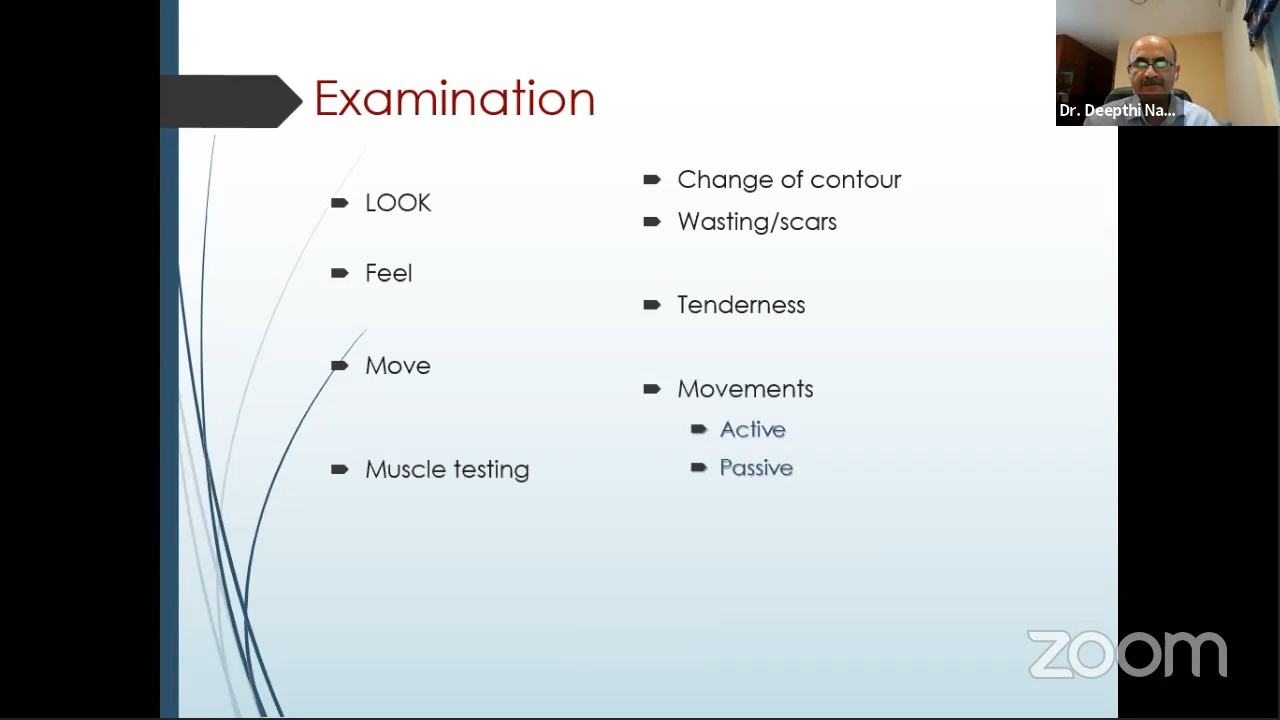 Examination
LOOK
Feel
Move
Muscle testing
Change of contour
Wasting/scars
Tenderness
Movements
Active
Passive
Dr. Deepthi Na...
zoom